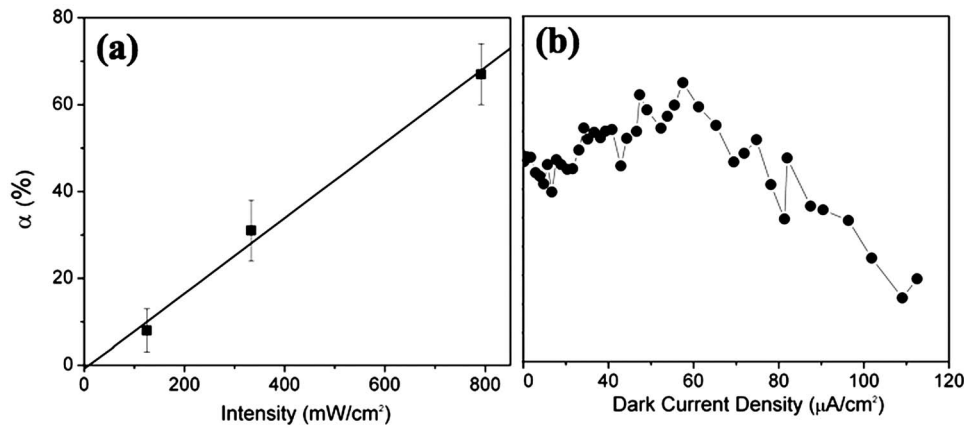 (a)
80
60
40
20
0
α (%)
0 200 400 600 800
Intensity (mW/cm²)
(b)
0 20 40 60 80 100 120
Dark Current Density (μA/cm²)